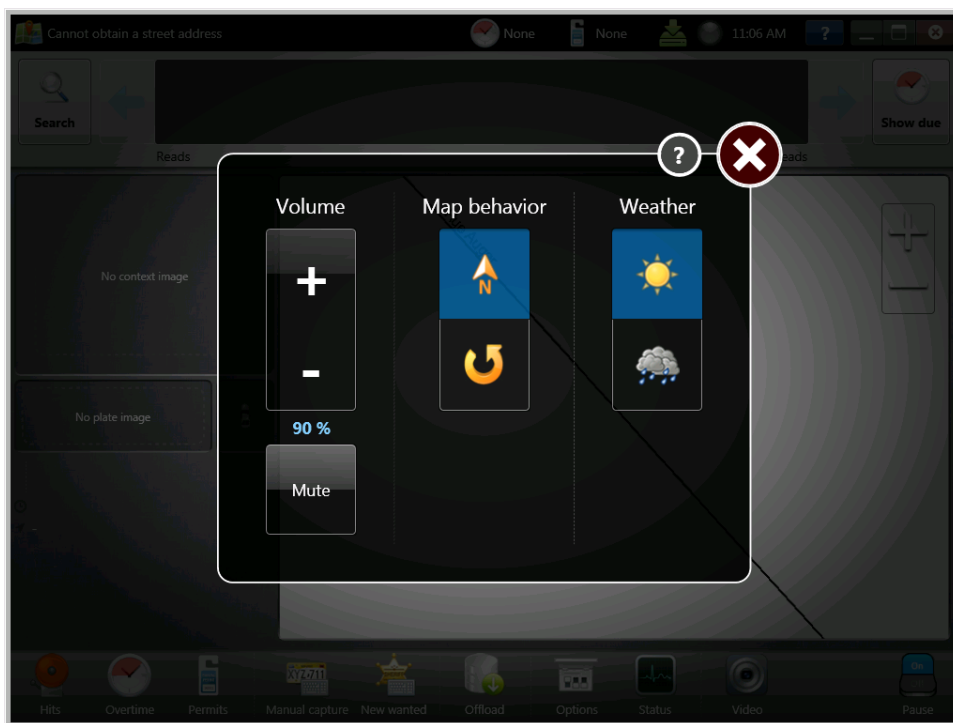 Cannot obtain a street address
None
None
11:06 AM
?
Search
Show due
Reads
eads
?
Volume
Map behavior
Weather
+
N
-
90 %
Mute
No context image
No plate image
+
-
XYZ-711
On
Hits
Overtime
Permits
Manual capture
New wanted
Offload
Options
Status
Video
Pause